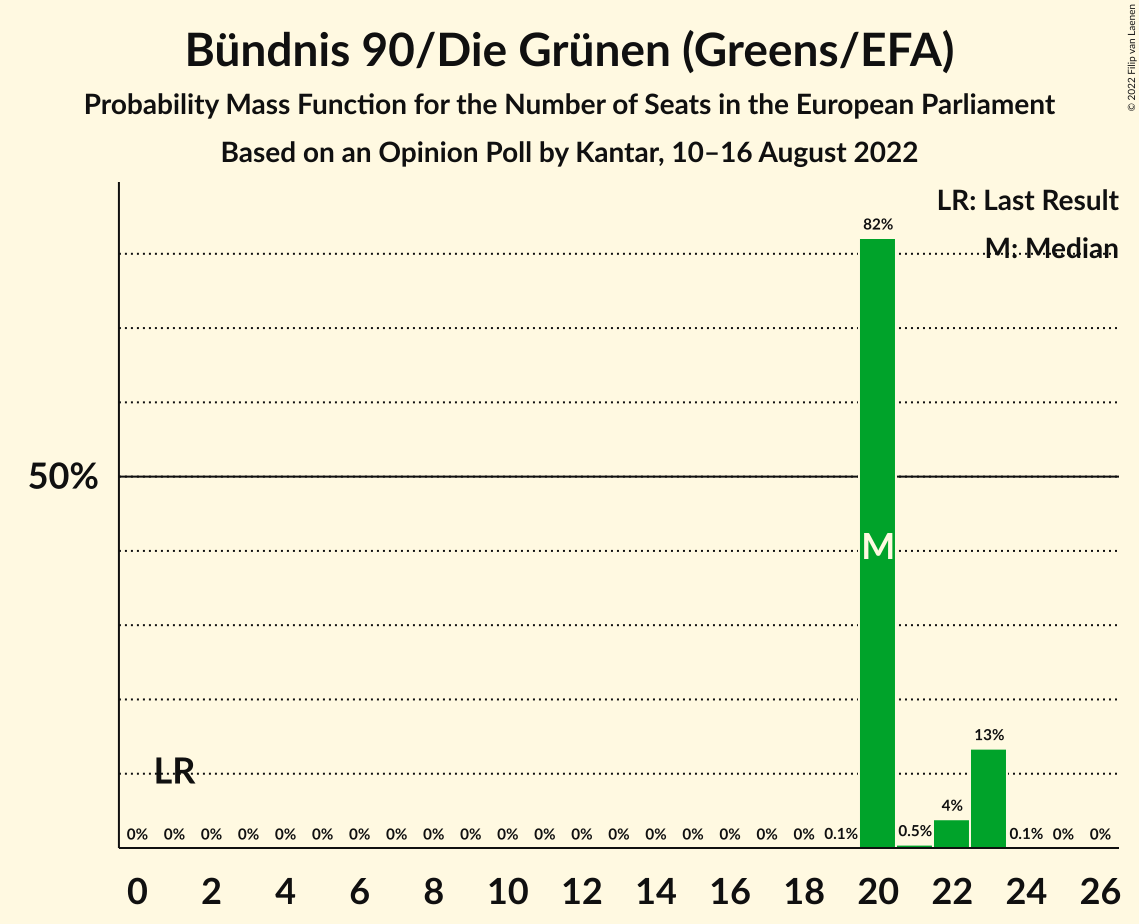 Bündnis 90/Die Grünen (Greens/EFA)
Probability Mass Function for the Number of Seats in the European Parliament
Based on an Opinion Poll by Kantar, 10–16 August 2022
© 2022 Filip van Laenen
LR: Last Result
M: Median
82%
50%
M
13%
LR
4%
0% 0% 0% 0% 0% 0% 0% 0% 0% 0% 0% 0% 0% 0% 0% 0% 0% 0% 0% 0.1% 0.5% 0.1% 0% 0%
0 2 4 6 8 10 12 14 16 18 20 22 24 26